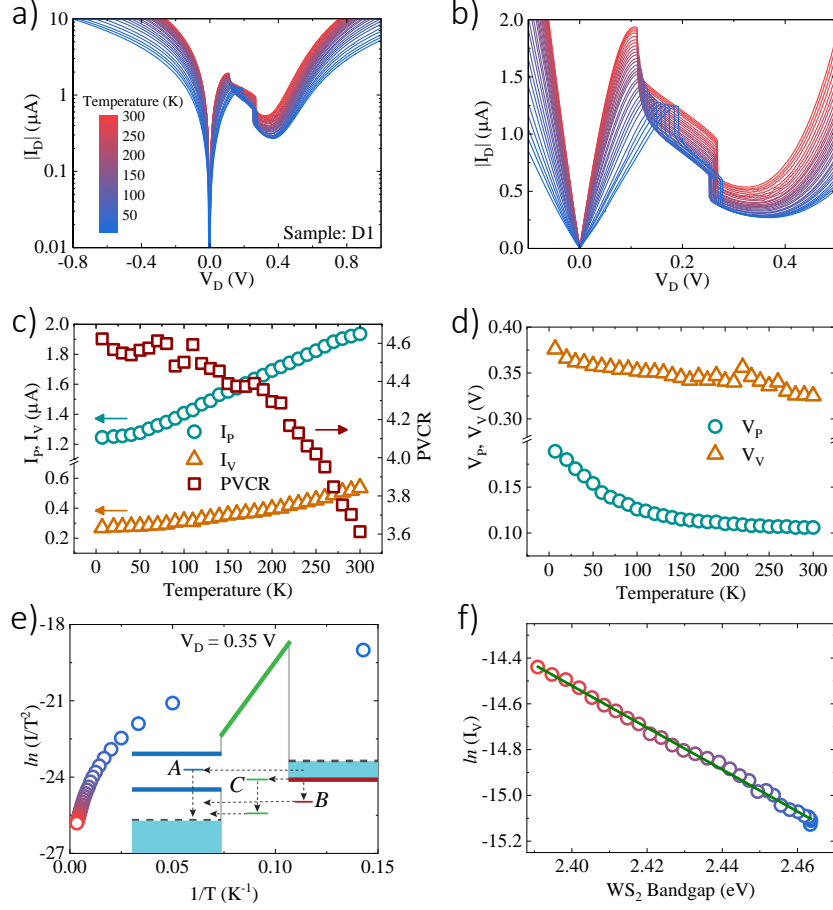 a)
10
1
0.1
0.01
|I_D| (µA)
Temperature (K)
300
250
200
150
100
50
Sample: D1
-0.8 -0.4 0.0 0.4 0.8
V_D (V)
b)
2.0
1.5
1.0
0.5
0.0
|I_D| (µA)
0.0 0.2 0.4
V_D (V)
c)
2.0
1.8
1.6
1.4
1.2
0.6
0.4
0.2
I_P, I_V (µA)
I_P
I_V
PVCR
4.6
4.4
4.2
4.0
3.8
3.6
PVCR
0 50 100 150 200 250 300
Temperature (K)
d)
0.40
0.35
0.15
0.10
V_P, V_V (V)
V_P
V_V
0 50 100 150 200 250 300
Temperature (K)
e)
-18
-21
-24
-27
ln (I/T²)
V_D = 0.35 V
A
C
B
0.00 0.05 0.10 0.15
1/T (K⁻¹)
f)
-14.4
-14.6
-14.8
-15.0
-15.2
ln (I_V)
2.40 2.42 2.44 2.46
WS₂ Bandgap (eV)